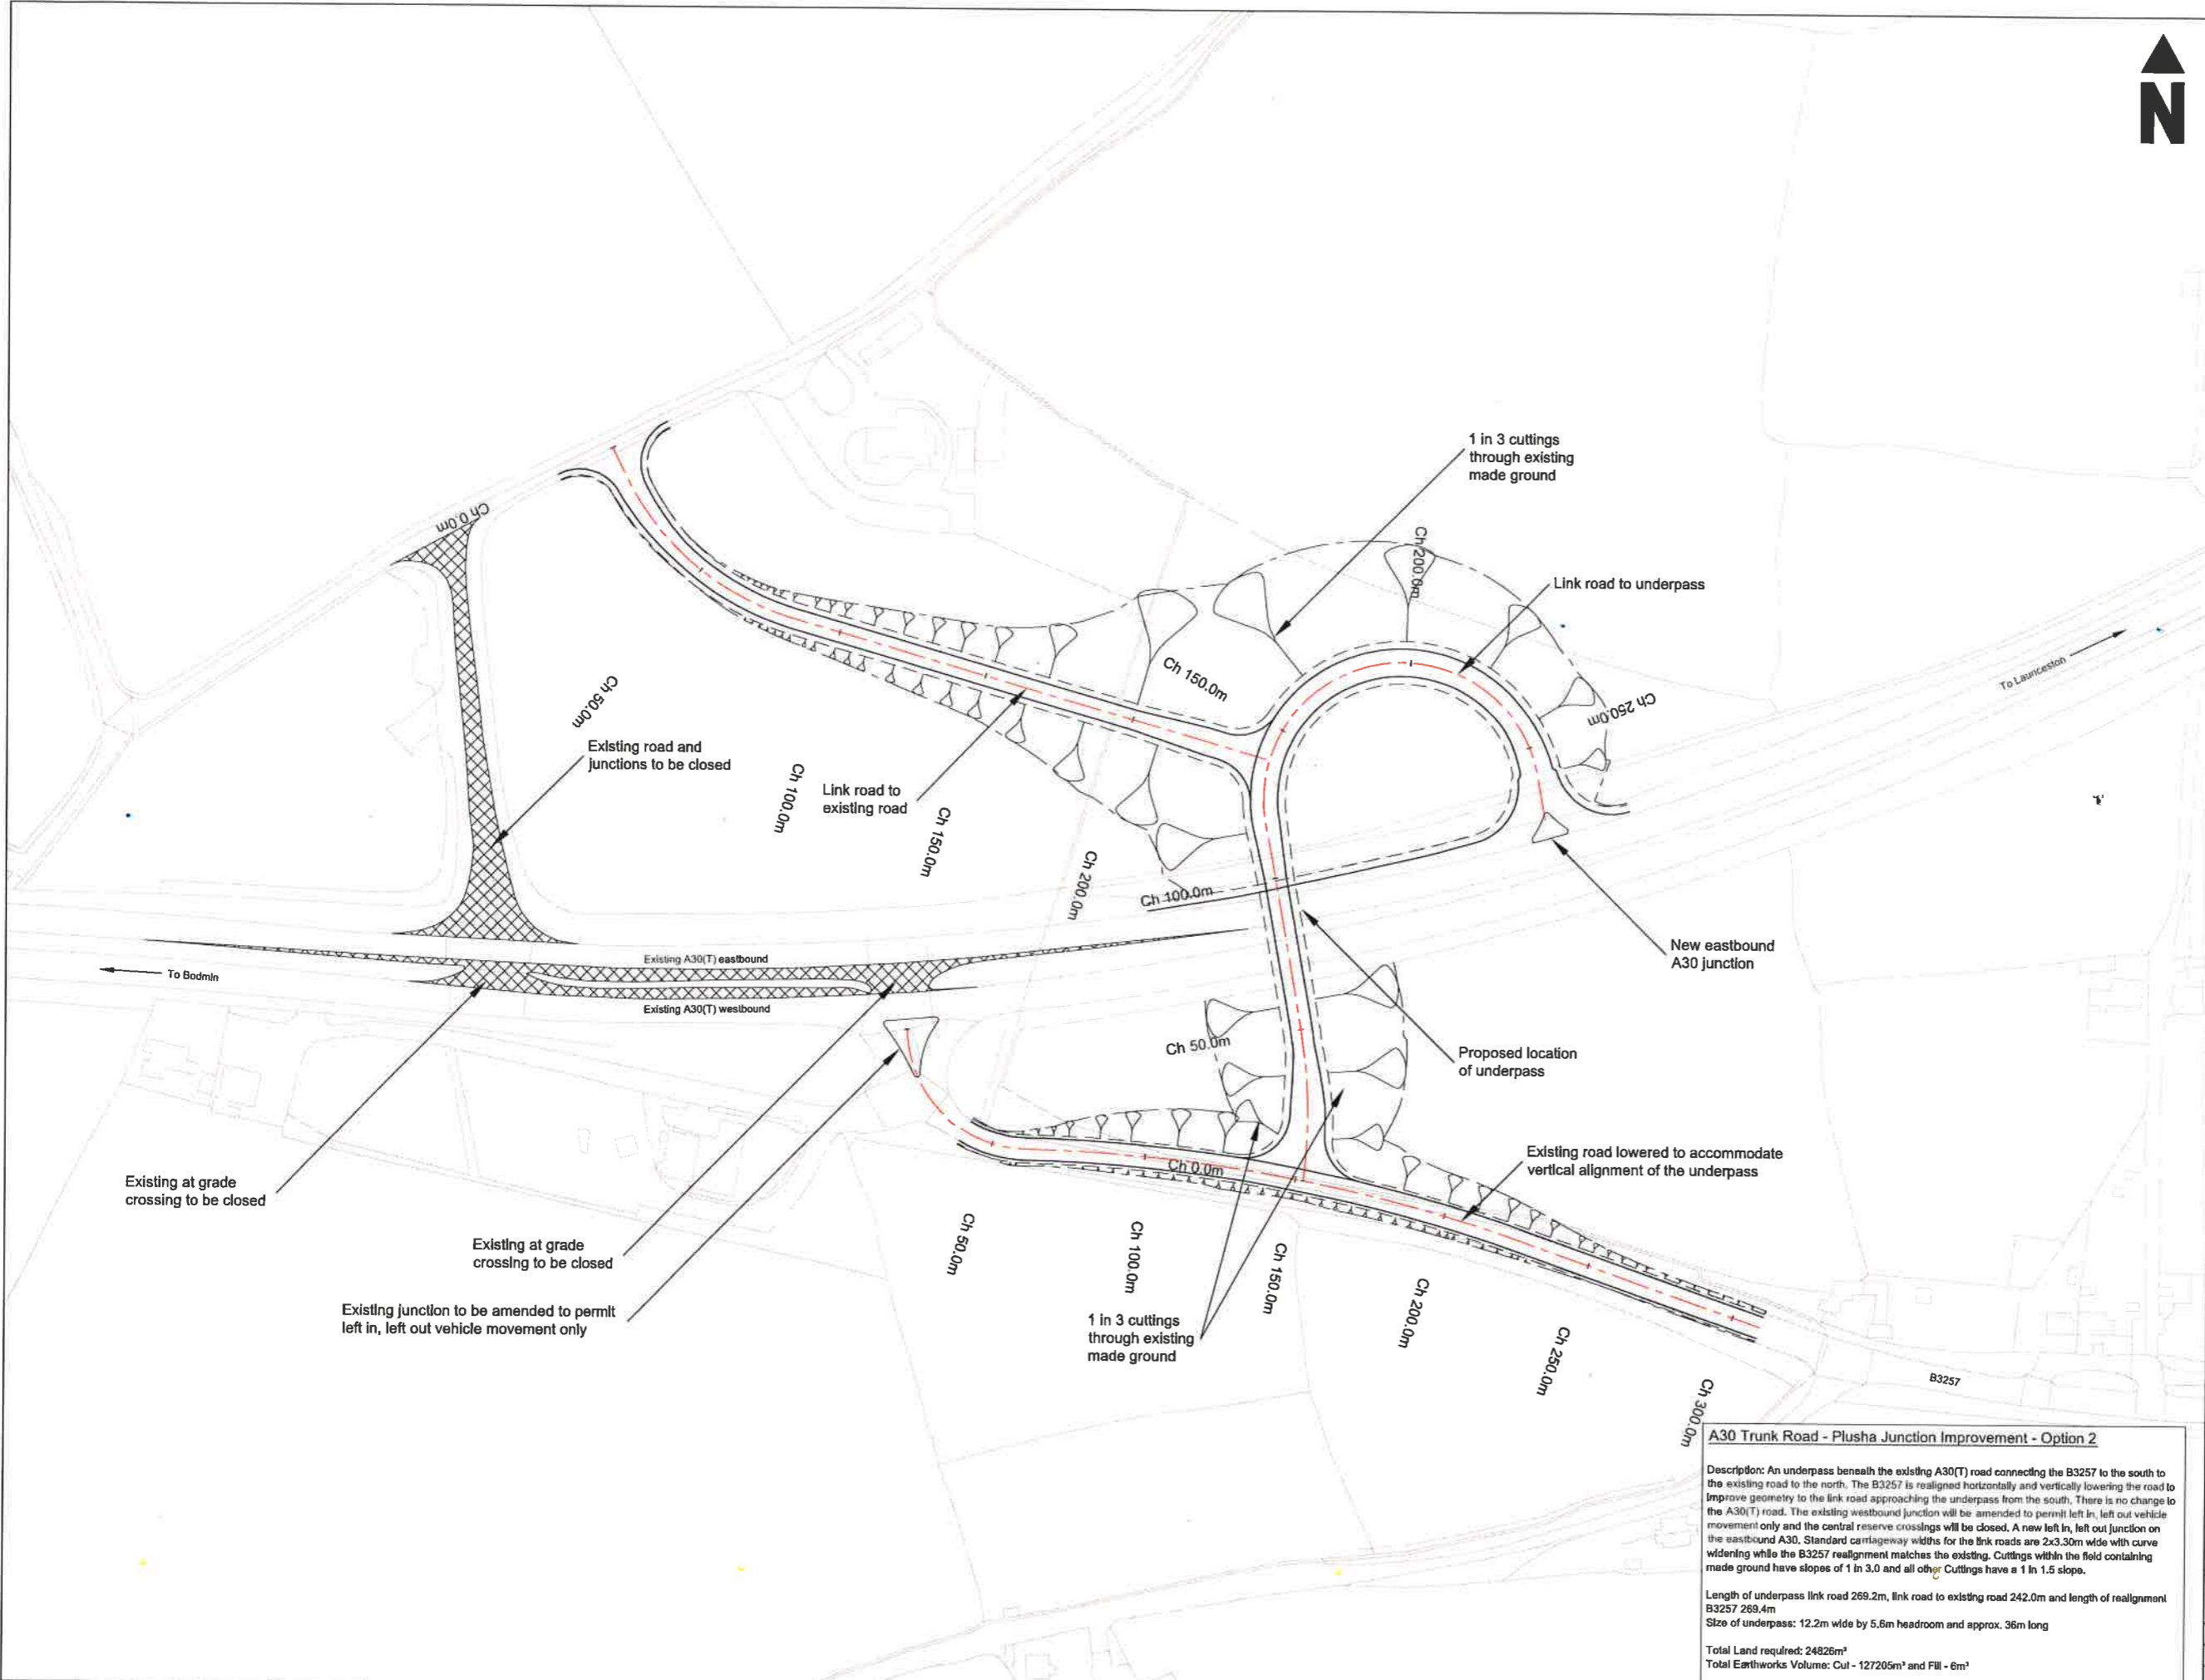 N
1 in 3 cuttings
through existing
made ground
Ch 0.0m
Ch 200.0m
Link road to underpass
To Launceston
Ch 150.0m
Ch 250.0m
Ch 50.0m
Existing road and
junctions to be closed
Ch 100.0m
Link road to
existing road
Ch 150.0m
Ch 200.0m
Ch 100.0m
New eastbound
A30 junction
Existing A30(T) eastbound
To Bodmin
Existing A30(T) westbound
Ch 50.0m
Proposed location
of underpass
Existing road lowered to accommodate
vertical alignment of the underpass
Ch 0.0m
Existing at grade
crossing to be closed
Existing at grade
crossing to be closed
Existing junction to be amended to permit
left in, left out vehicle movement only
Ch 50.0m
Ch 100.0m
Ch 150.0m
Ch 200.0m
Ch 250.0m
Ch 300.0m
1 in 3 cuttings
through existing
made ground
B3257
A30 Trunk Road - Plusha Junction Improvement - Option 2
Description: An underpass beneath the existing A30(T) road connecting the B3257 to the south to
the existing road to the north. The B3257 is realigned horizontally and vertically lowering the road to
improve geometry to the link road approaching the underpass from the south. There is no change to
the A30(T) road. The existing westbound junction will be amended to permit left in, left out vehicle
movement only and the central reserve crossings will be closed. A new left in, left out junction on
the eastbound A30. Standard carriageway widths for the link roads are 2x3.30m wide with curve
widening while the B3257 realignment matches the existing. Cuttings within the field containing
made ground have slopes of 1 in 3.0 and all other Cuttings have a 1 in 1.5 slope.
Length of underpass link road 269.2m, link road to existing road 242.0m and length of realignment
B3257 269.4m
Size of underpass: 12.2m wide by 5.6m headroom and approx. 36m long
Total Land required: 24826m²
Total Earthworks Volume: Cut - 127205m³ and Fill - 6m³